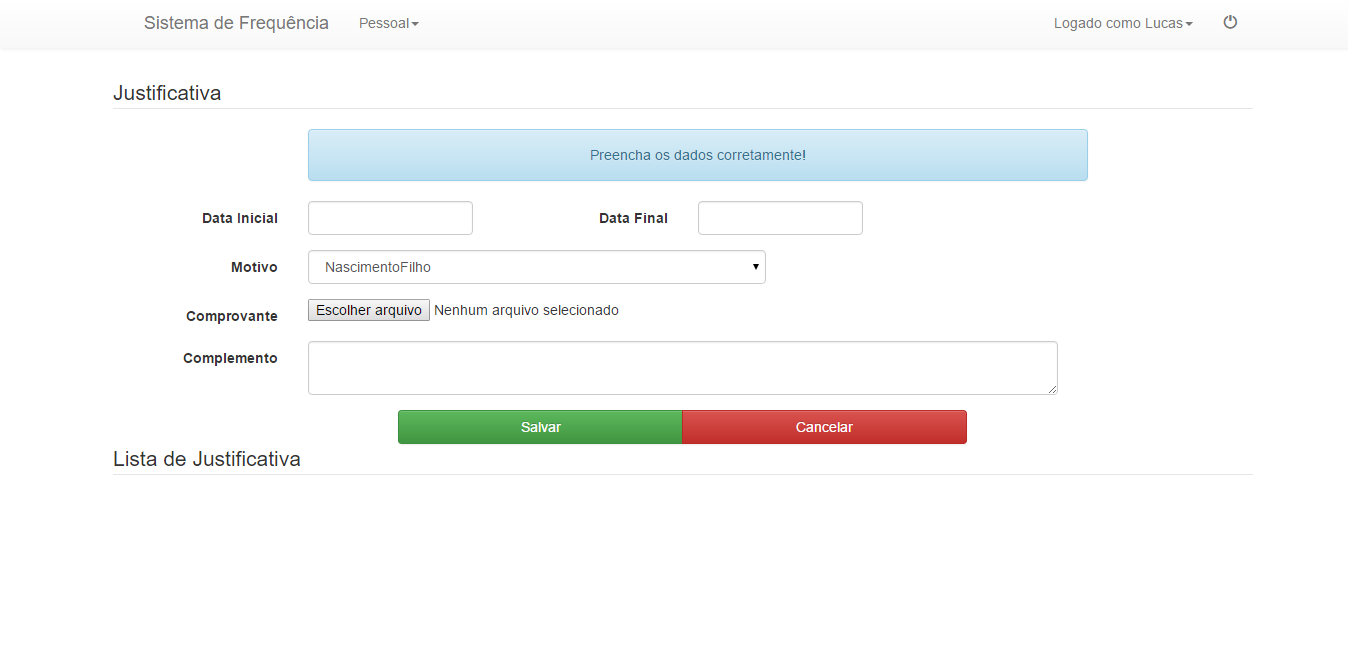 Sistema de Frequência Pessoal Logado como Lucas
Justificativa
Preencha os dados corretamente!
Data Inicial Data Final
Motivo NascimentoFilho
Comprovante Escolher arquivo Nenhum arquivo selecionado
Complemento
Salvar Cancelar
Lista de Justificativa